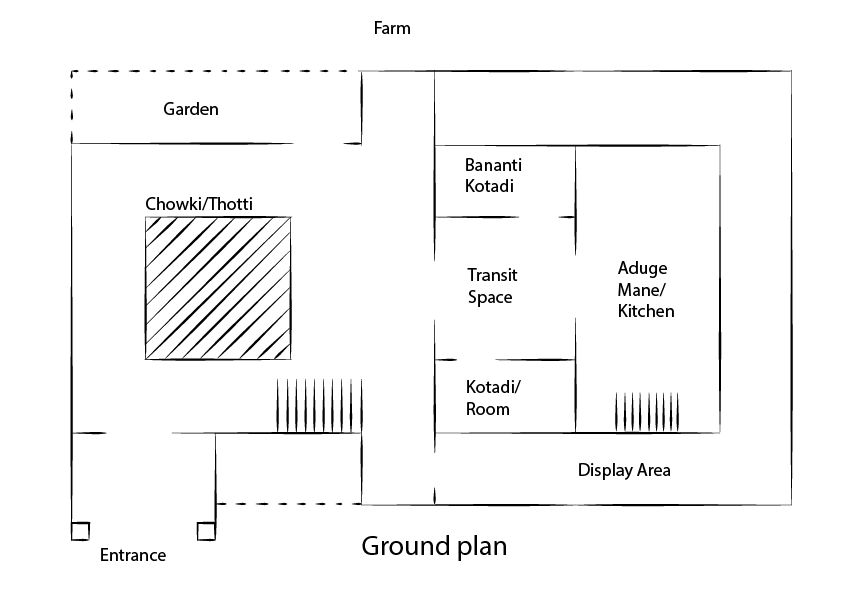 Farm
Garden
Chowki/Thotti
Bananti
Kotadi
Transit
Space
Aduge
Mane/
Kitchen
Kotadi/
Room
Display Area
Entrance
Ground plan